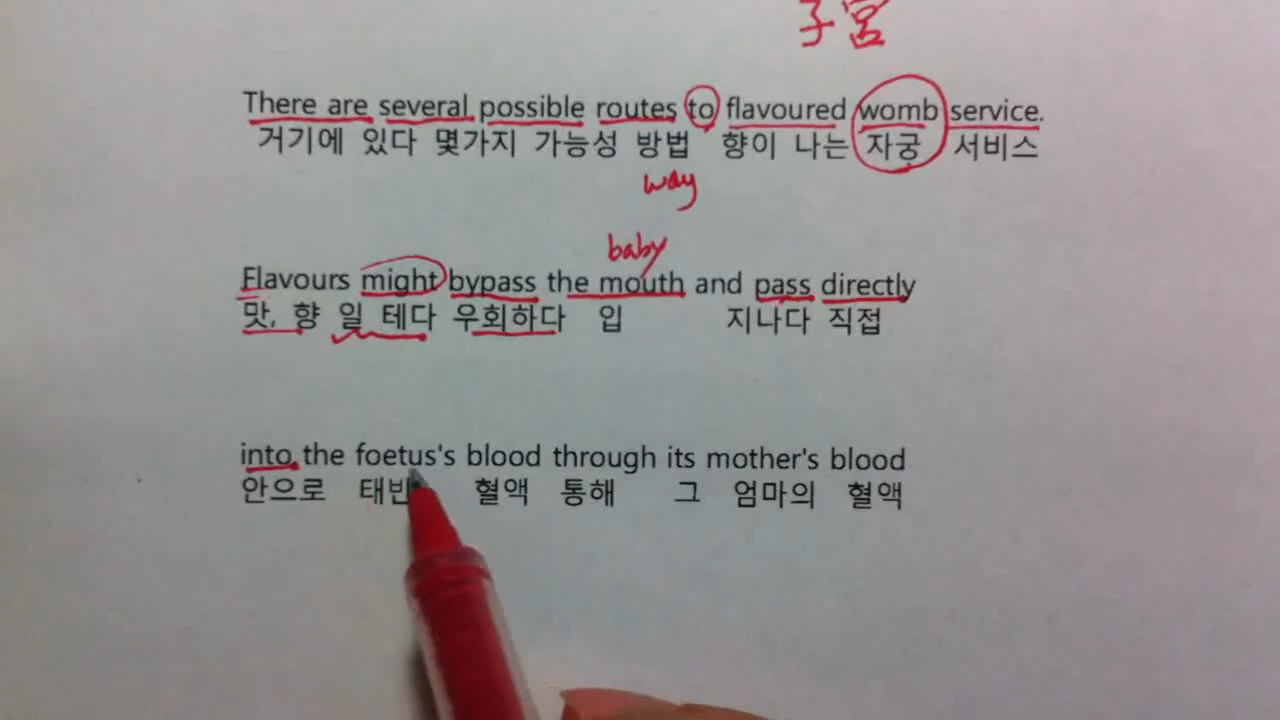 子宮
There are several possible routes to flavoured womb service.
거기에 있다 몇가지 가능성 방법 향이 나는 자궁 서비스
way
baby
Flavours might bypass the mouth and pass directly
맛, 향 일 테다 우회하다 입 지나다 직접
into the foetus's blood through its mother's blood
안으로 태반 혈액 통해 그 엄마의 혈액